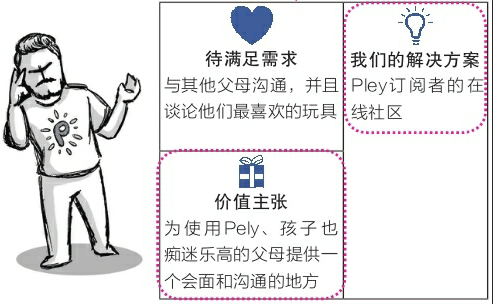 待满足需求
与其他父母沟通，并且
谈论他们最喜欢的玩具
我们的解决方案
Pley订阅者的在
线社区
价值主张
为使用Pely、孩子也
痴迷乐高的父母提供一
个会面和沟通的地方
P